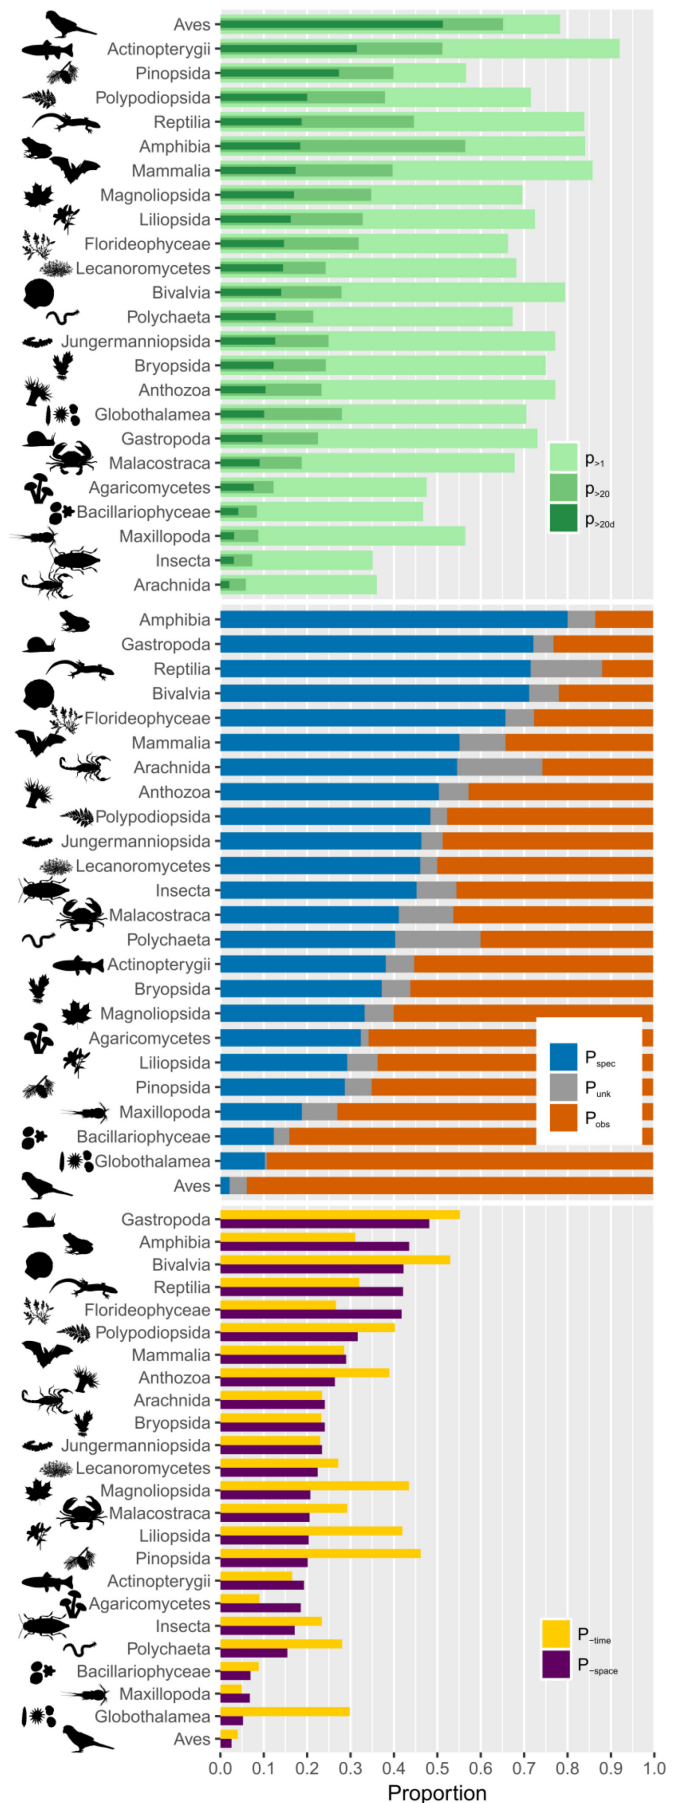 Aves
Actinopterygii
Pinopsida
Polypodiopsida
Reptilia
Amphibia
Mammalia
Magnoliopsida
Liliopsida
Florideophyceae
Lecanoromycetes
Bivalvia
Polychaeta
Jungermanniopsida
Bryopsida
Anthozoa
Globothalamea
Gastropoda
Malacostraca
Agaricomycetes
Bacillariophyceae
Maxillopoda
Insecta
Arachnida
p>1
p>20
p>20d
Amphibia
Gastropoda
Reptilia
Bivalvia
Florideophyceae
Mammalia
Arachnida
Anthozoa
Polypodiopsida
Jungermanniopsida
Lecanoromycetes
Insecta
Malacostraca
Polychaeta
Actinopterygii
Bryopsida
Magnoliopsida
Agaricomycetes
Liliopsida
Pinopsida
Maxillopoda
Bacillariophyceae
Globothalamea
Aves
Pspec
Punk
Pobs
Gastropoda
Amphibia
Bivalvia
Reptilia
Florideophyceae
Polypodiopsida
Mammalia
Anthozoa
Arachnida
Bryopsida
Jungermanniopsida
Lecanoromycetes
Magnoliopsida
Malacostraca
Liliopsida
Pinopsida
Actinopterygii
Agaricomycetes
Insecta
Polychaeta
Bacillariophyceae
Maxillopoda
Globothalamea
Aves
P−time
P−space
0.0 0.1 0.2 0.3 0.4 0.5 0.6 0.7 0.8 0.9 1.0
Proportion